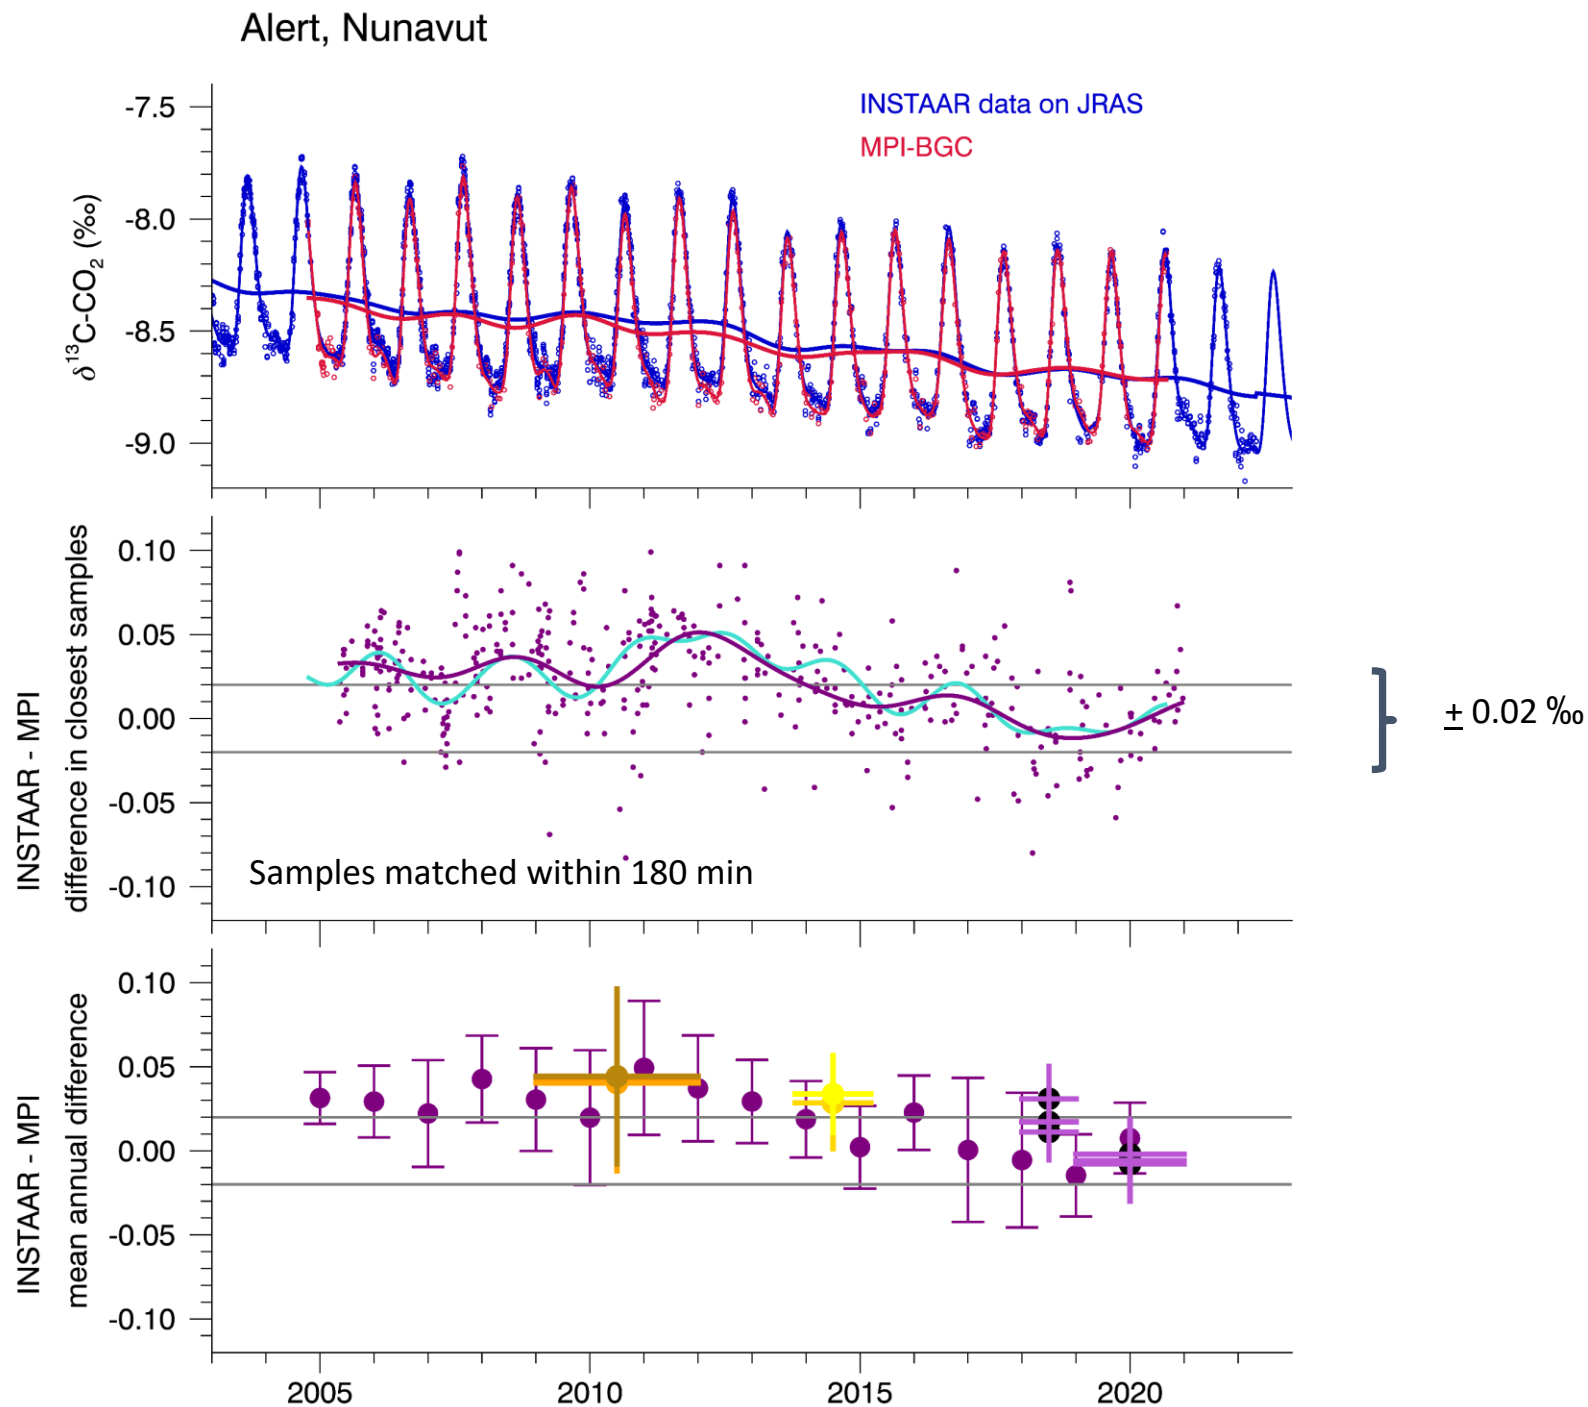 Alert, Nunavut
INSTAAR data on JRAS
MPI-BGC
δ¹³C-CO₂ (‰)
-7.5
-8.0
-8.5
-9.0
INSTAAR - MPI
difference in closest samples
0.10
0.05
0.00
-0.05
-0.10
Samples matched within 180 min
± 0.02 ‰
INSTAAR - MPI
mean annual difference
0.10
0.05
0.00
-0.05
-0.10
2005 2010 2015 2020